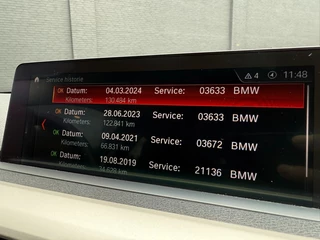 Service historie
4 11:48
OK Datum: 04.03.2024 Service: 03633 BMW
Kilometers: 130.484 km
OK Datum: 28.06.2023 Service: 03633 BMW
Kilometers: 122.841 km
OK Datum: 09.04.2021 Service: 03672 BMW
Kilometers: 66.831 km
OK Datum: 19.08.2019 Service: 21136 BMW
km